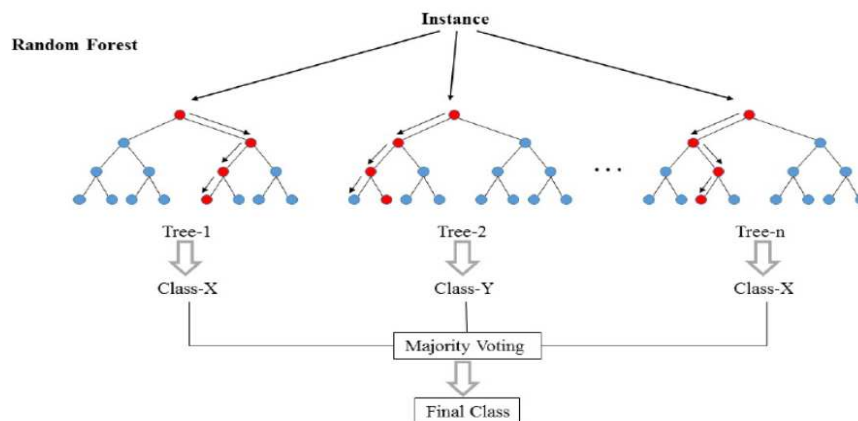 Instance
Random Forest
...
Tree-1
Tree-2
Tree-n
Class-X
Class-Y
Class-X
Majority Voting
Final Class